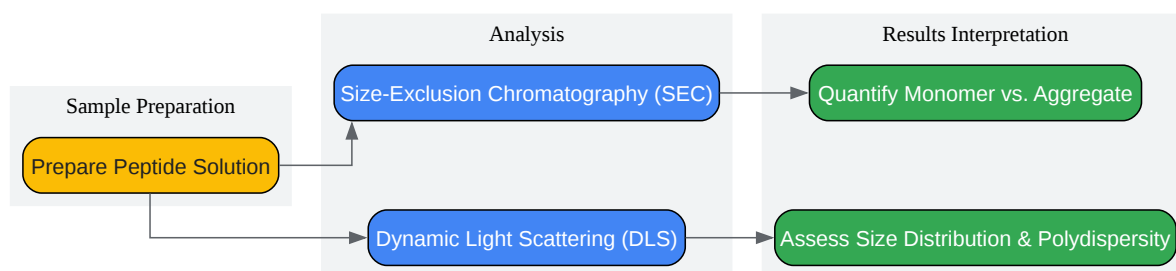 Sample Preparation
Prepare Peptide Solution
Analysis
Size-Exclusion Chromatography (SEC)
Dynamic Light Scattering (DLS)
Results Interpretation
Quantify Monomer vs. Aggregate
Assess Size Distribution & Polydispersity